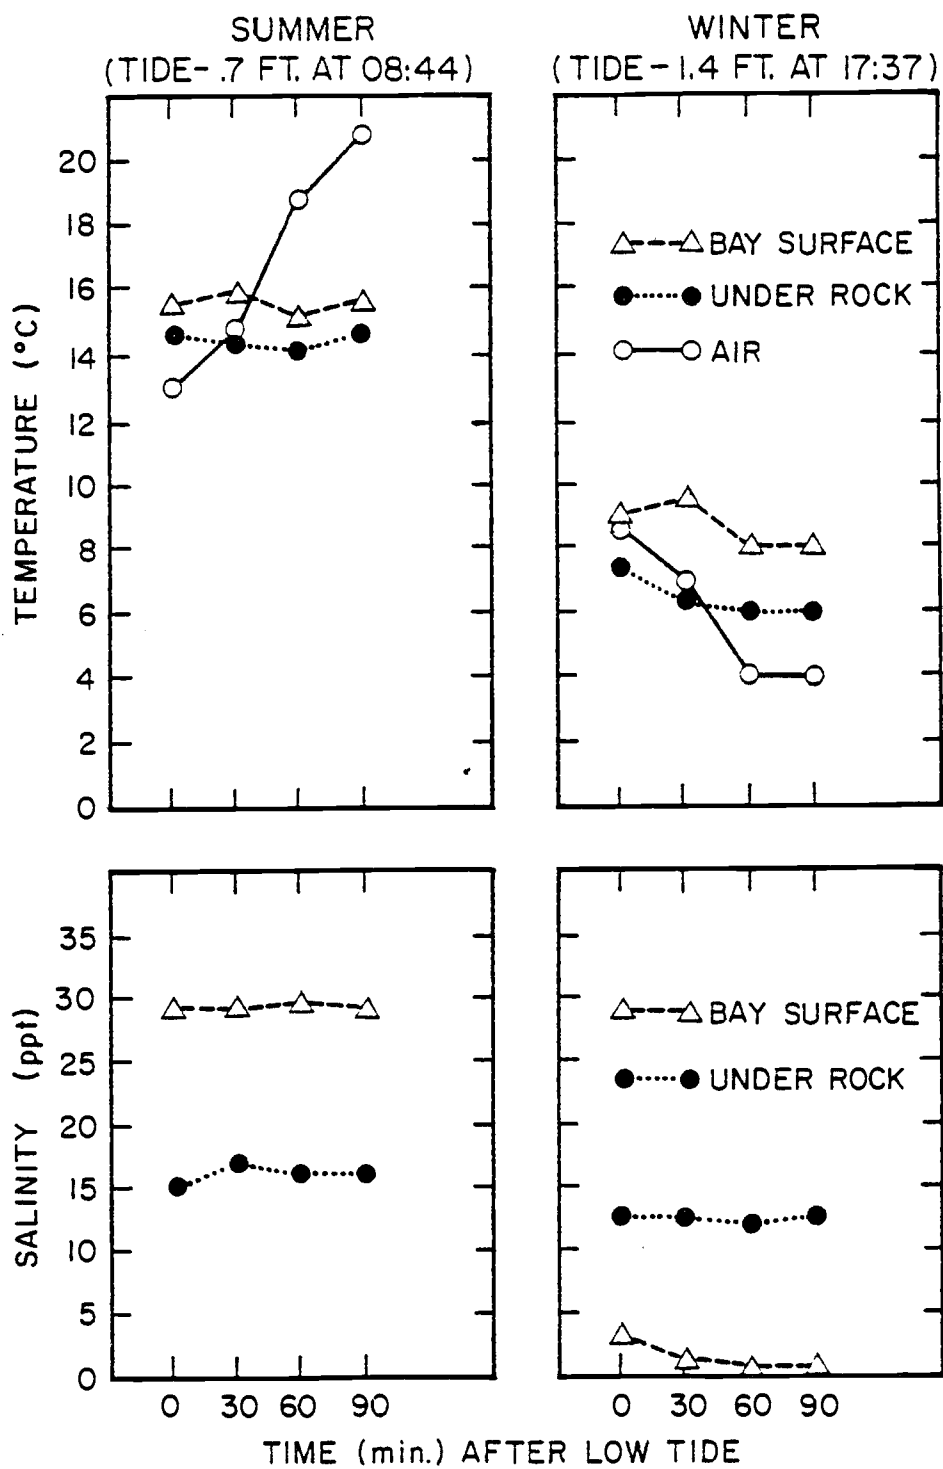 SUMMER
(TIDE- .7 FT. AT 08:44)
WINTER
(TIDE -1.4 FT. AT 17:37)
TEMPERATURE (°C)
20
18
16
14
12
10
8
6
4
2
0
BAY SURFACE
UNDER ROCK
AIR
SALINITY (ppt)
35
30
25
20
15
10
5
0
BAY SURFACE
UNDER ROCK
0 30 60 90
0 30 60 90
TIME (min.) AFTER LOW TIDE